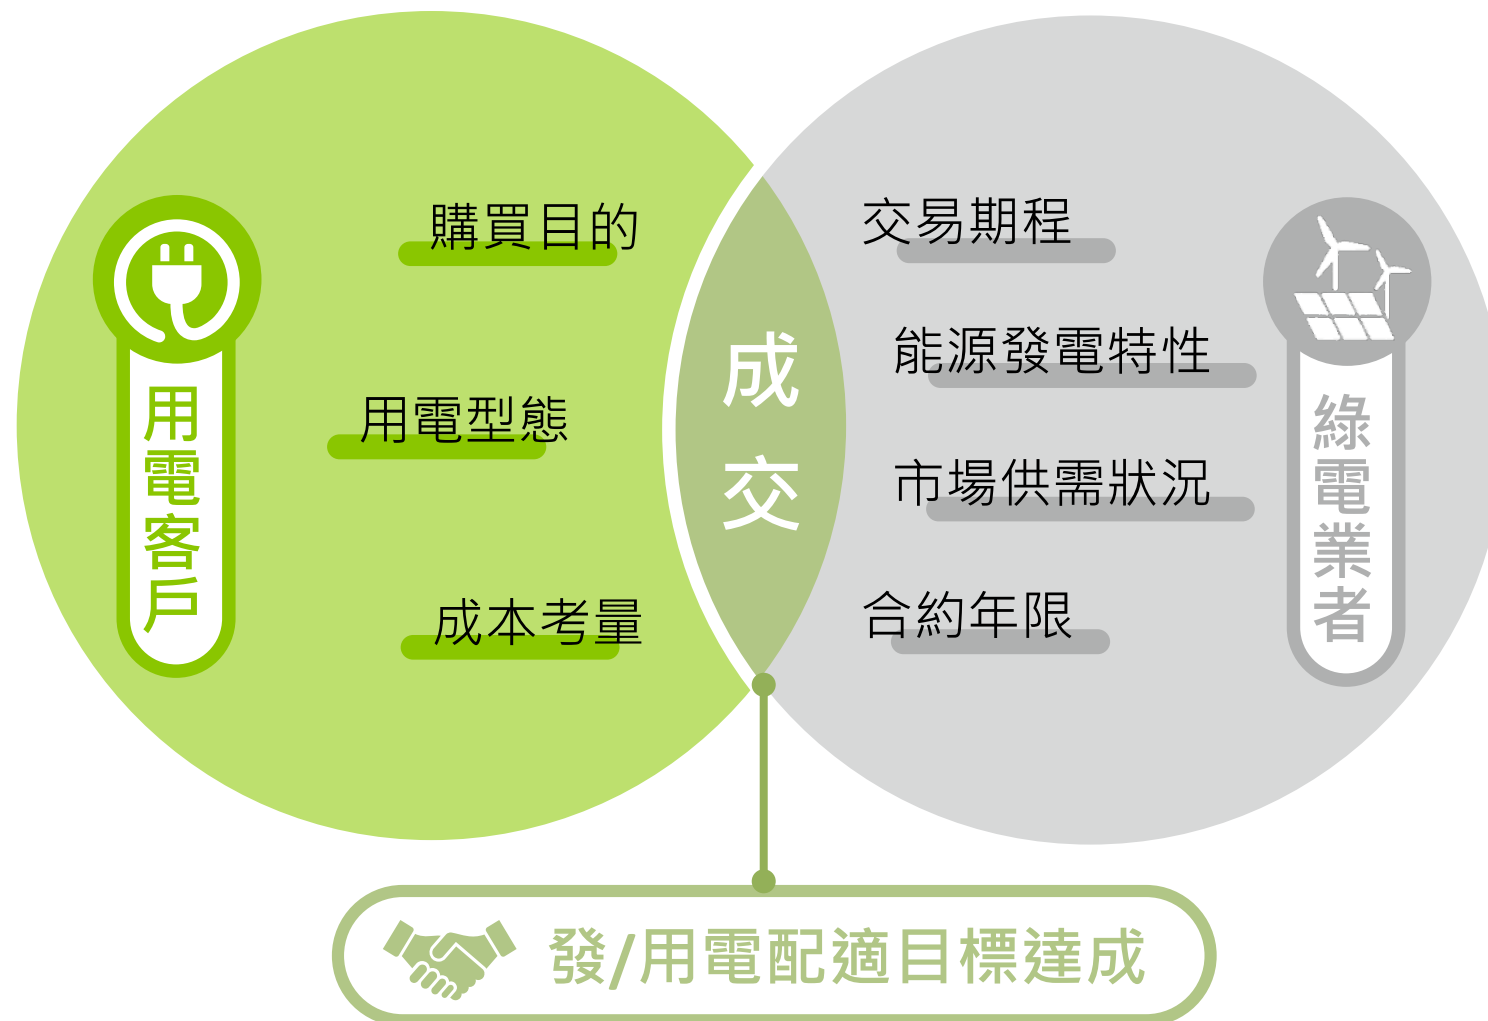 用電客戶
購買目的
用電型態
成本考量
成交
交易期程
能源發電特性
市場供需狀況
合約年限
綠電業者
發/用電配適目標達成